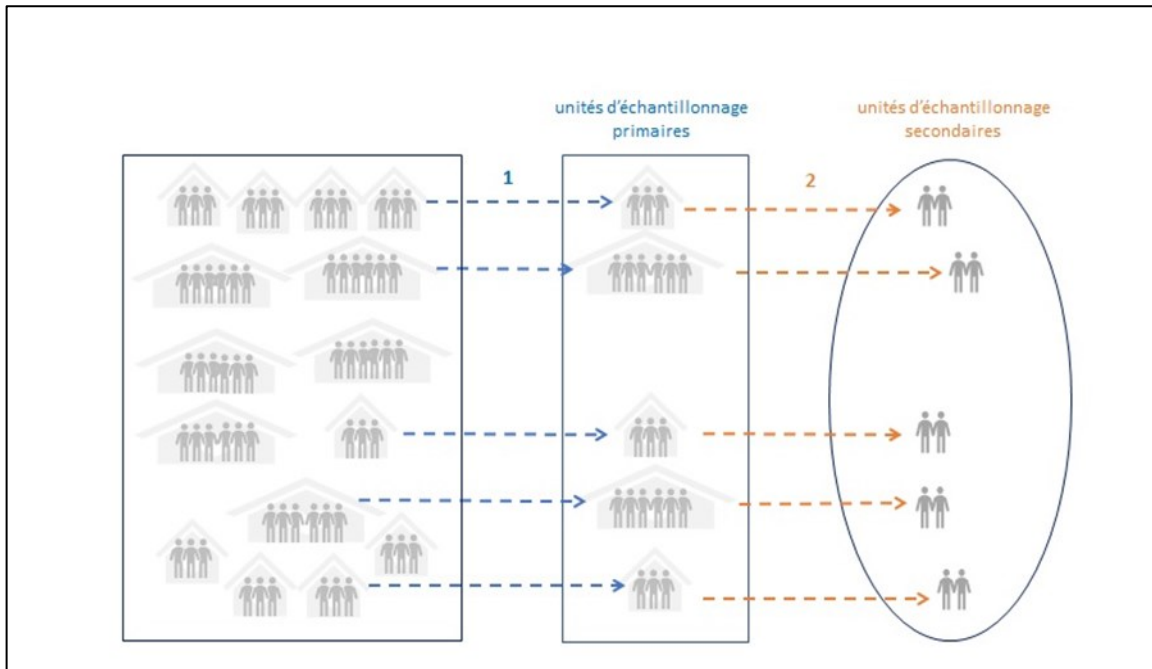 unités d'échantillonnage
primaires
unités d'échantillonnage
secondaires
1
2